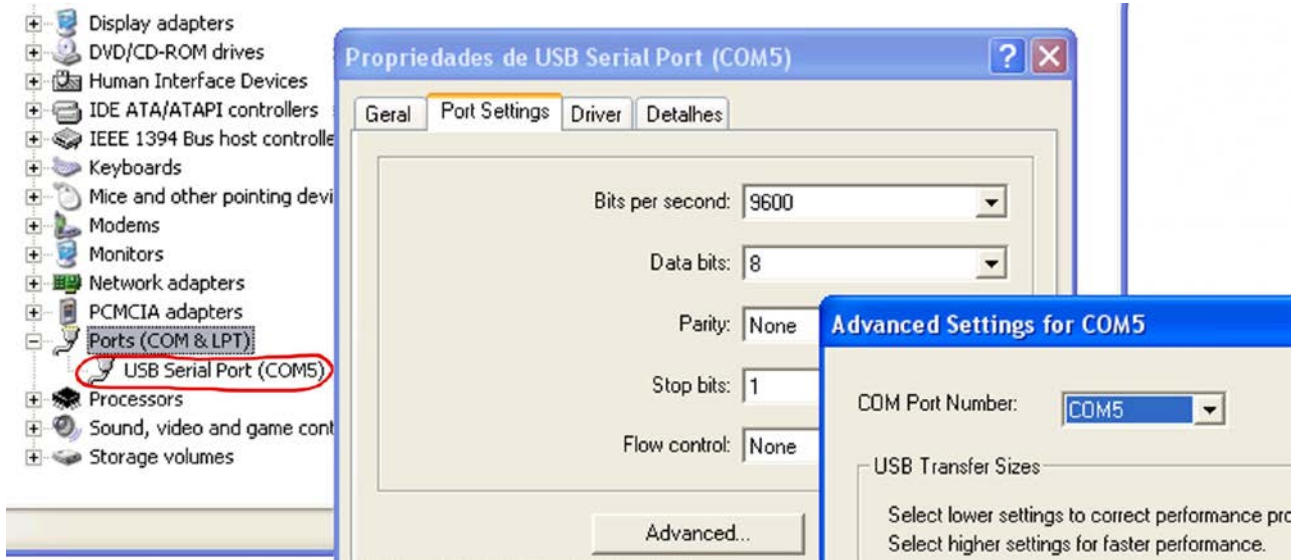 Display adapters
DVD/CD-ROM drives
Human Interface Devices
IDE ATA/ATAPI controllers
IEEE 1394 Bus host controlle
Keyboards
Mice and other pointing devi
Modems
Monitors
Network adapters
PCMCIA adapters
Ports (COM & LPT)
USB Serial Port (COM5)
Processors
Sound, video and game cont
Storage volumes
Propriedades de USB Serial Port (COM5)
Geral Port Settings Driver Detalhes
Bits per second: 9600
Data bits: 8
Parity: None
Stop bits: 1
Flow control: None
Advanced...
Advanced Settings for COM5
COM Port Number: COM5
USB Transfer Sizes
Select lower settings to correct performance pro
Select higher settings for faster performance.